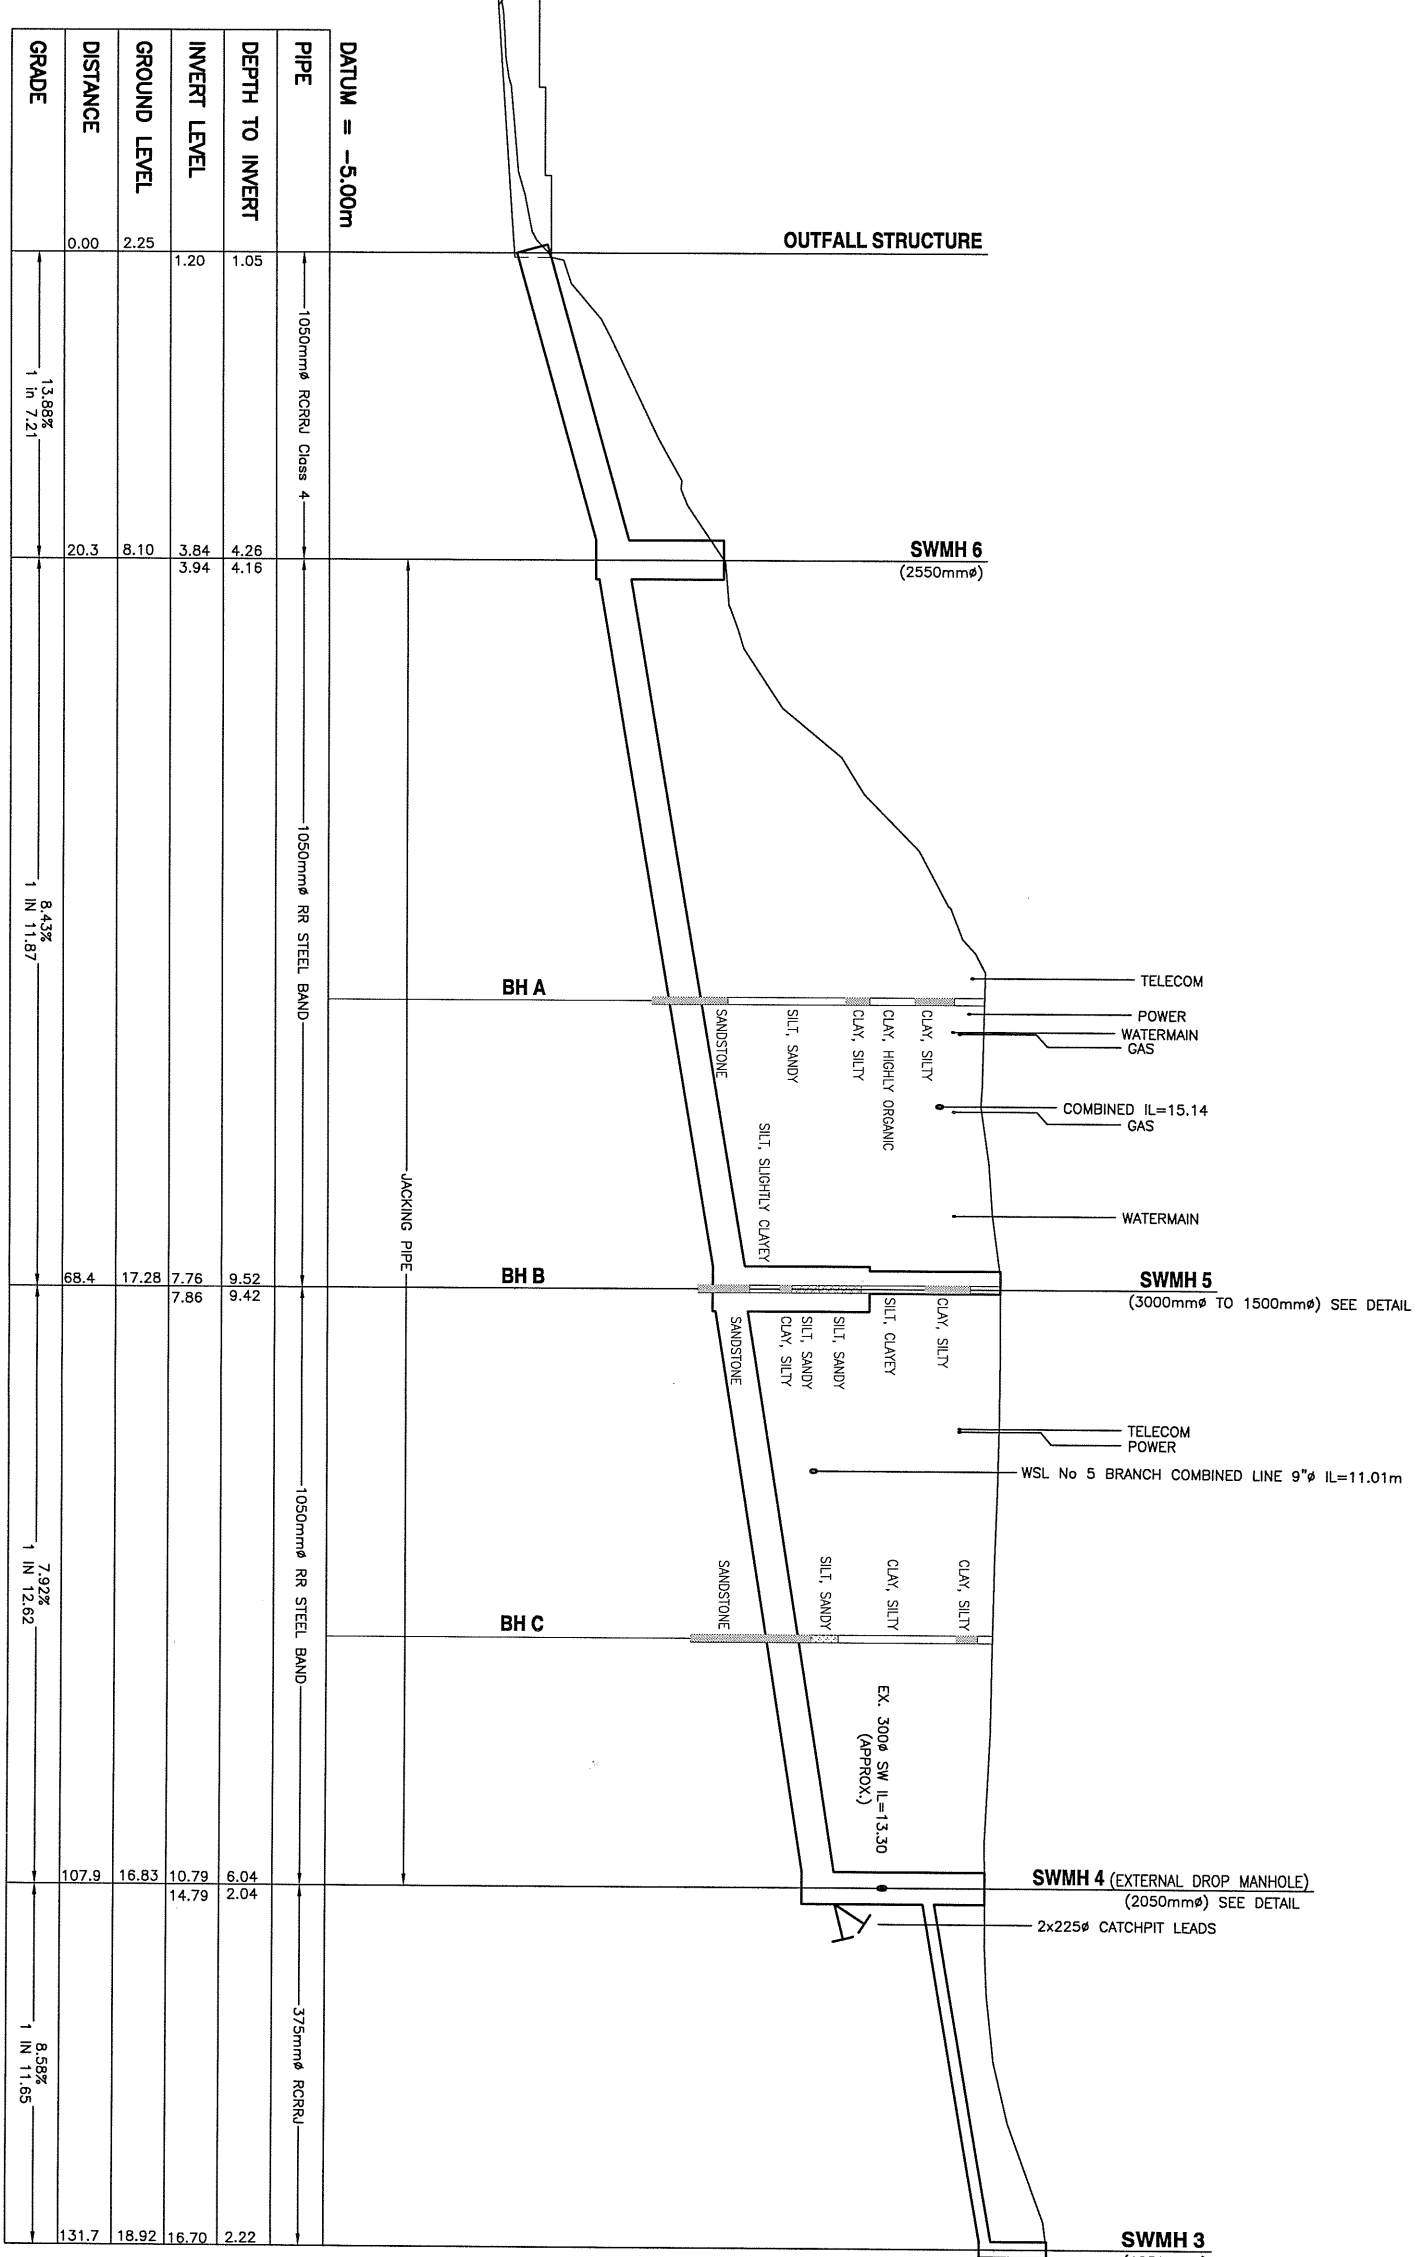 OUTFALL STRUCTURE
SWMH 6
(2550mmø)
TELECOM
POWER
WATERMAIN
GAS
COMBINED IL=15.14
GAS
WATERMAIN
SWMH 5
(3000mmø TO 1500mmø) SEE DETAIL
TELECOM
POWER
WSL No 5 BRANCH COMBINED LINE 9"ø IL=11.01m
SWMH 4 (EXTERNAL DROP MANHOLE)
(2050mmø) SEE DETAIL
2x225ø CATCHPIT LEADS
SWMH 3
BH A
SANDSTONE
SILT, SANDY
CLAY, SILTY
CLAY, HIGHLY ORGANIC
CLAY, SILTY
SILT, SLIGHTLY CLAYEY
BH B
SANDSTONE
CLAY, SILTY
SILT, SANDY
SILT, SANDY
SILT, CLAYEY
CLAY, SILTY
BH C
SANDSTONE
SILT, SANDY
CLAY, SILTY
CLAY, SILTY
EX. 300ø SW IL=13.30
(APPROX.)
JACKING PIPE
DATUM = -5.00m
PIPE
1050mmø RCRRJ Class 4
1050mmø RR STEEL BAND
1050mmø RR STEEL BAND
375mmø RCRRJ
DEPTH TO INVERT
1.05
4.26
4.16
9.52
9.42
6.04
2.04
2.22
INVERT LEVEL
1.20
3.84
3.94
7.76
7.86
10.79
14.79
16.70
GROUND LEVEL
2.25
8.10
17.28
16.83
18.92
DISTANCE
0.00
20.3
68.4
107.9
131.7
GRADE
13.88%
1 in 7.21
8.43%
1 IN 11.87
7.92%
1 IN 12.62
8.58%
1 IN 11.65